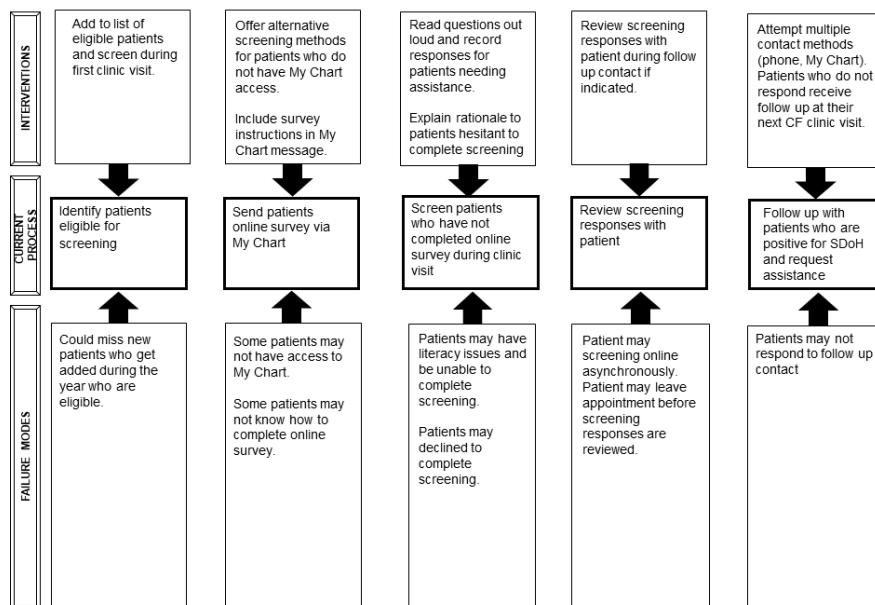 INTERVENTIONS
Add to list of
eligible patients
and screen during
first clinic visit.
Offer alternative
screening methods
for patients who do
not have My Chart
access.
Include survey
instructions in My
Chart message.
Read questions out
loud and record
responses for
patients needing
assistance.
Explain rationale to
patients hesitant to
complete screening
Review screening
responses with
patient during follow
up contact if
indicated.
Attempt multiple
contact methods
(phone, My Chart).
Patients who do not
respond receive
follow up at their
next CF clinic visit.
CURRENT
PROCESS
Identify patients
eligible for
screening
Send patients
online survey via
My Chart
Screen patients
who have not
completed online
survey during clinic
visit
Review screening
responses with
patient
Follow up with
patients who are
positive for SDoH
and request
assistance
FAILURE MODES
Could miss new
patients who get
added during the
year who are
eligible.
Some patients may
not have access to
My Chart.
Some patients may
not know how to
complete online
survey.
Patients may have
literacy issues and
be unable to
complete
screening.
Patients may
declined to
complete
screening.
Patient may
screening online
asynchronously.
Patient may leave
appointment before
screening
responses are
reviewed.
Patients may not
respond to follow up
contact